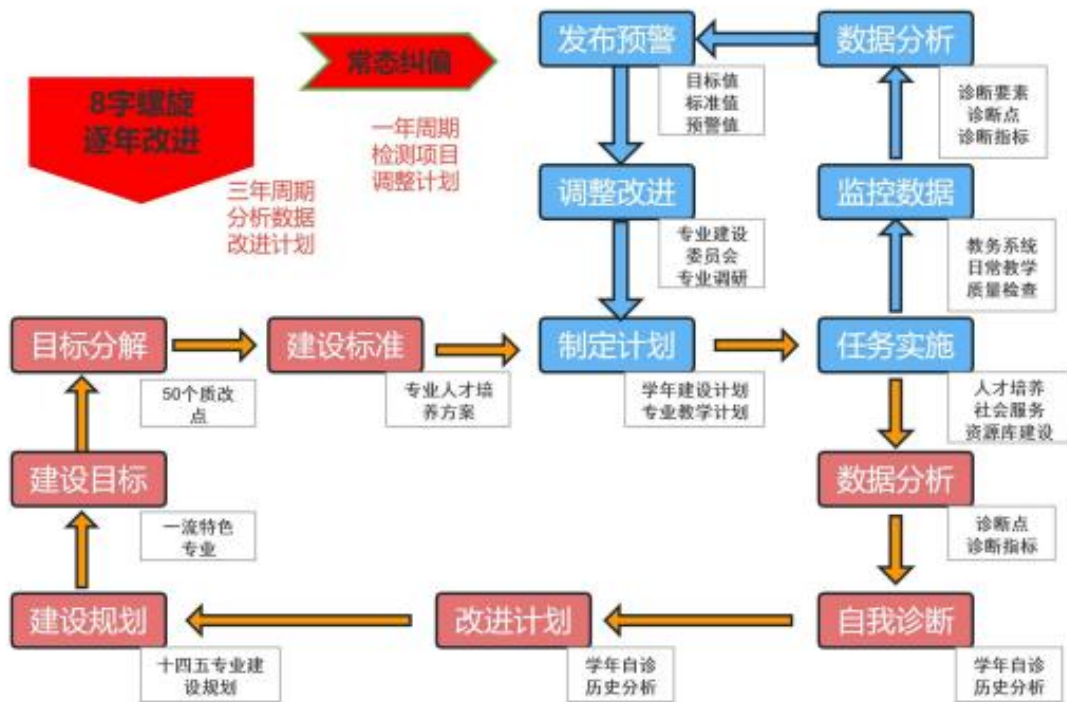 发布预警
数据分析
常态纠偏
目标值
标准值
预警值
诊断要素
诊断点
诊断指标
8字螺旋
逐年改进
一年周期
检测项目
调整计划
三年周期
分析数据
改进计划
调整改进
监控数据
专业建设
委员会
专业调研
教务系统
日常教学
质量检查
目标分解
建设标准
制定计划
任务实施
50个质改
点
专业人才培
养方案
学年建设计划
专业教学计划
人才培养
社会服务
资源库建设
建设目标
数据分析
一流特色
专业
诊断点
诊断指标
建设规划
改进计划
自我诊断
十四五专业建
设规划
学年自诊
历史分析
学年自诊
历史分析